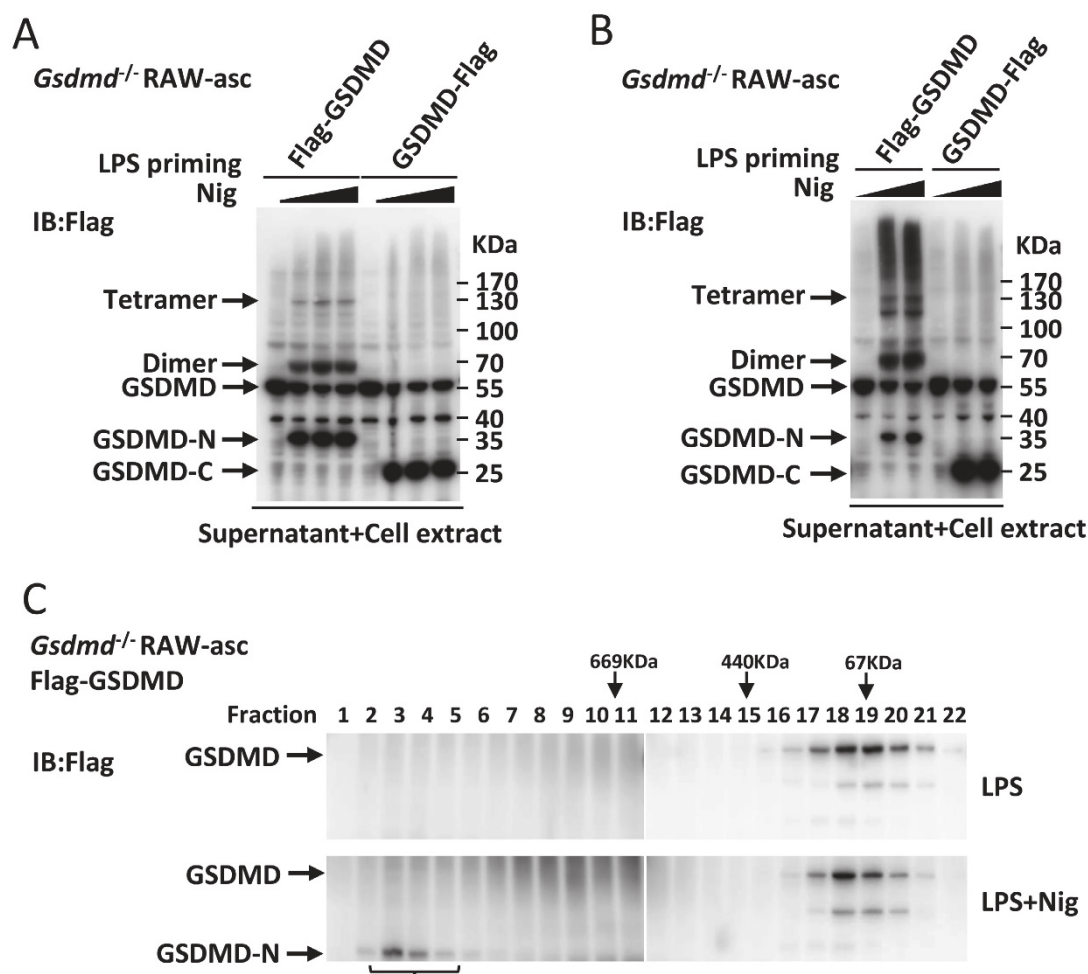 A
Gsdmd-/- RAW-asc
Flag-GSDMD
GSDMD-Flag
LPS priming
Nig
IB:Flag
KDa
170
Tetramer
130
100
Dimer
70
GSDMD
55
40
GSDMD-N
35
GSDMD-C
25
Supernatant+Cell extract
B
Gsdmd-/- RAW-asc
Flag-GSDMD
GSDMD-Flag
LPS priming
Nig
IB:Flag
KDa
170
Tetramer
130
100
Dimer
70
GSDMD
55
40
GSDMD-N
35
GSDMD-C
25
Supernatant+Cell extract
C
Gsdmd-/- RAW-asc
Flag-GSDMD
669KDa 440KDa 67KDa
Fraction 1 2 3 4 5 6 7 8 9 10 11 12 13 14 15 16 17 18 19 20 21 22
IB:Flag
GSDMD
LPS
GSDMD
LPS+Nig
GSDMD-N